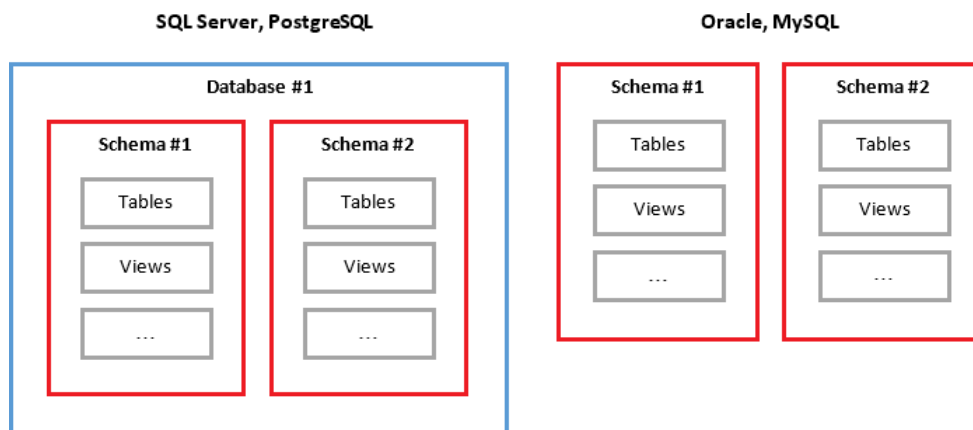 SQL Server, PostgreSQL
Database #1
Schema #1
Tables
Views
...
Schema #2
Tables
Views
...
Oracle, MySQL
Schema #1
Tables
Views
...
Schema #2
Tables
Views
...